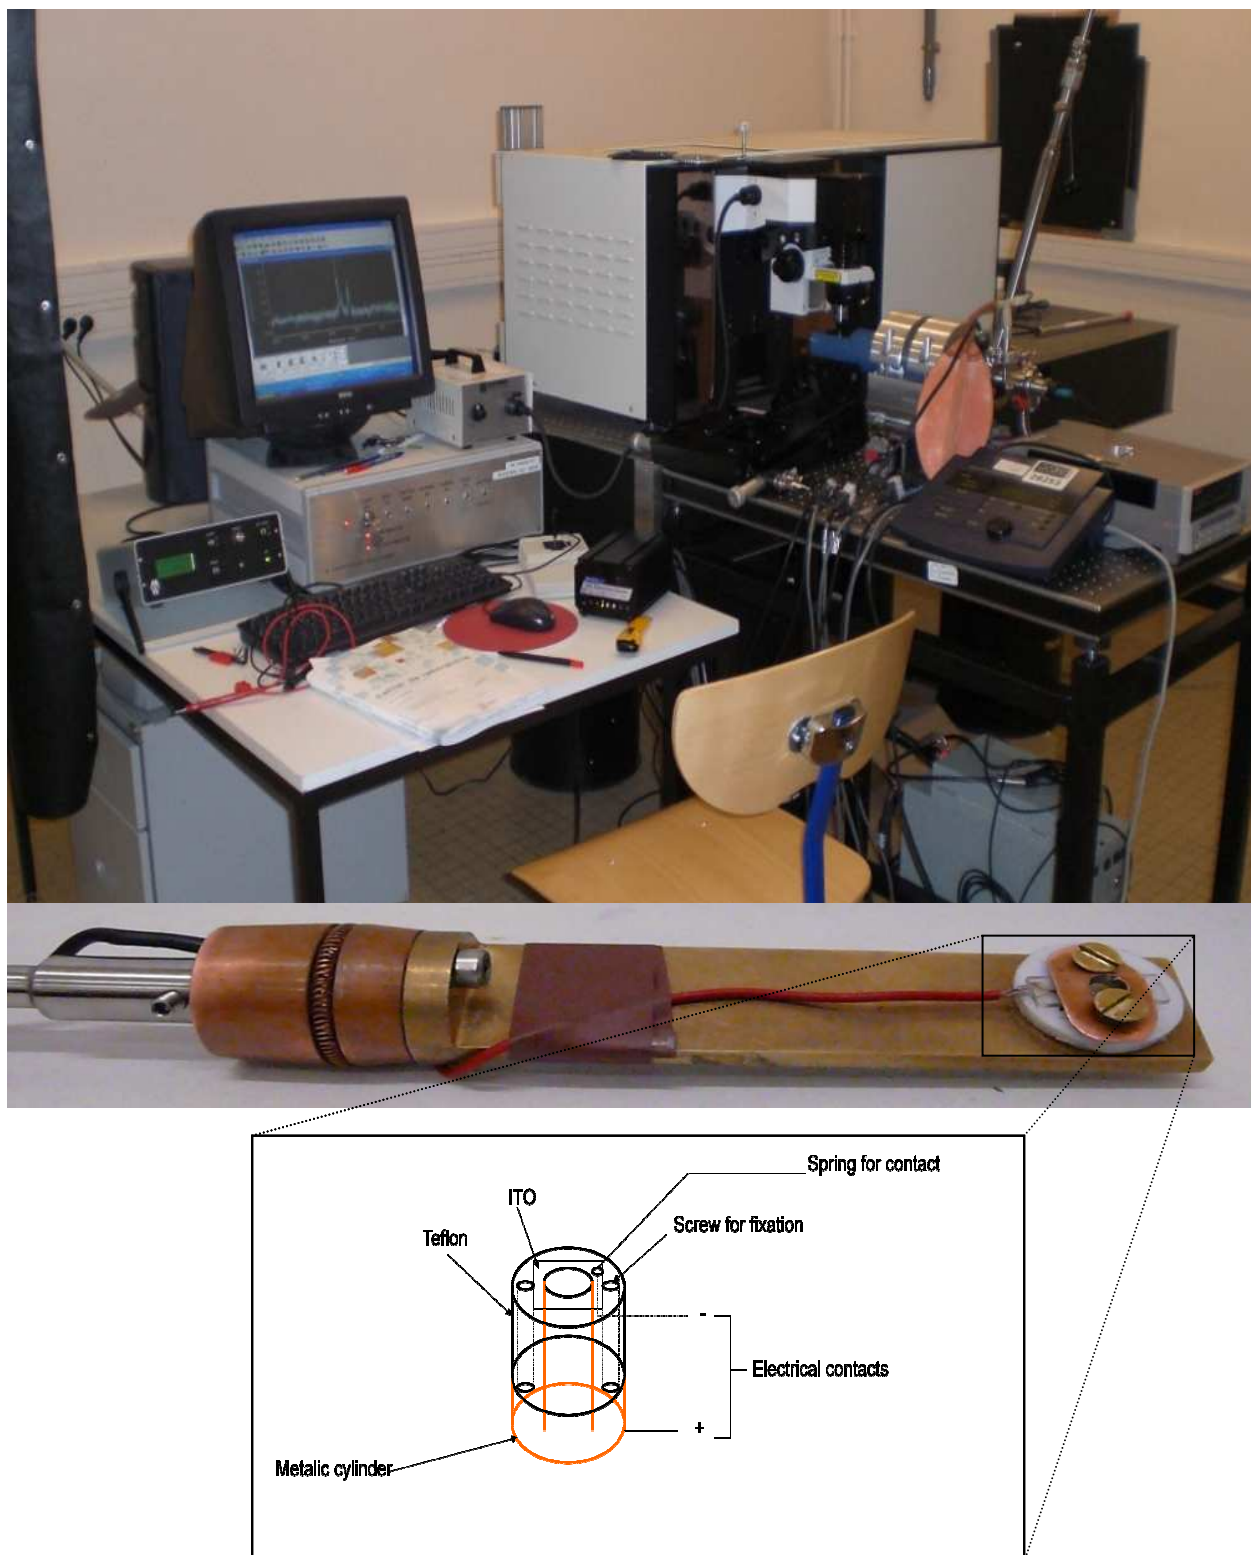 Spring for contact
ITO
Screw for fixation
Teflon
-
Electrical contacts
+
Metalic cylinder